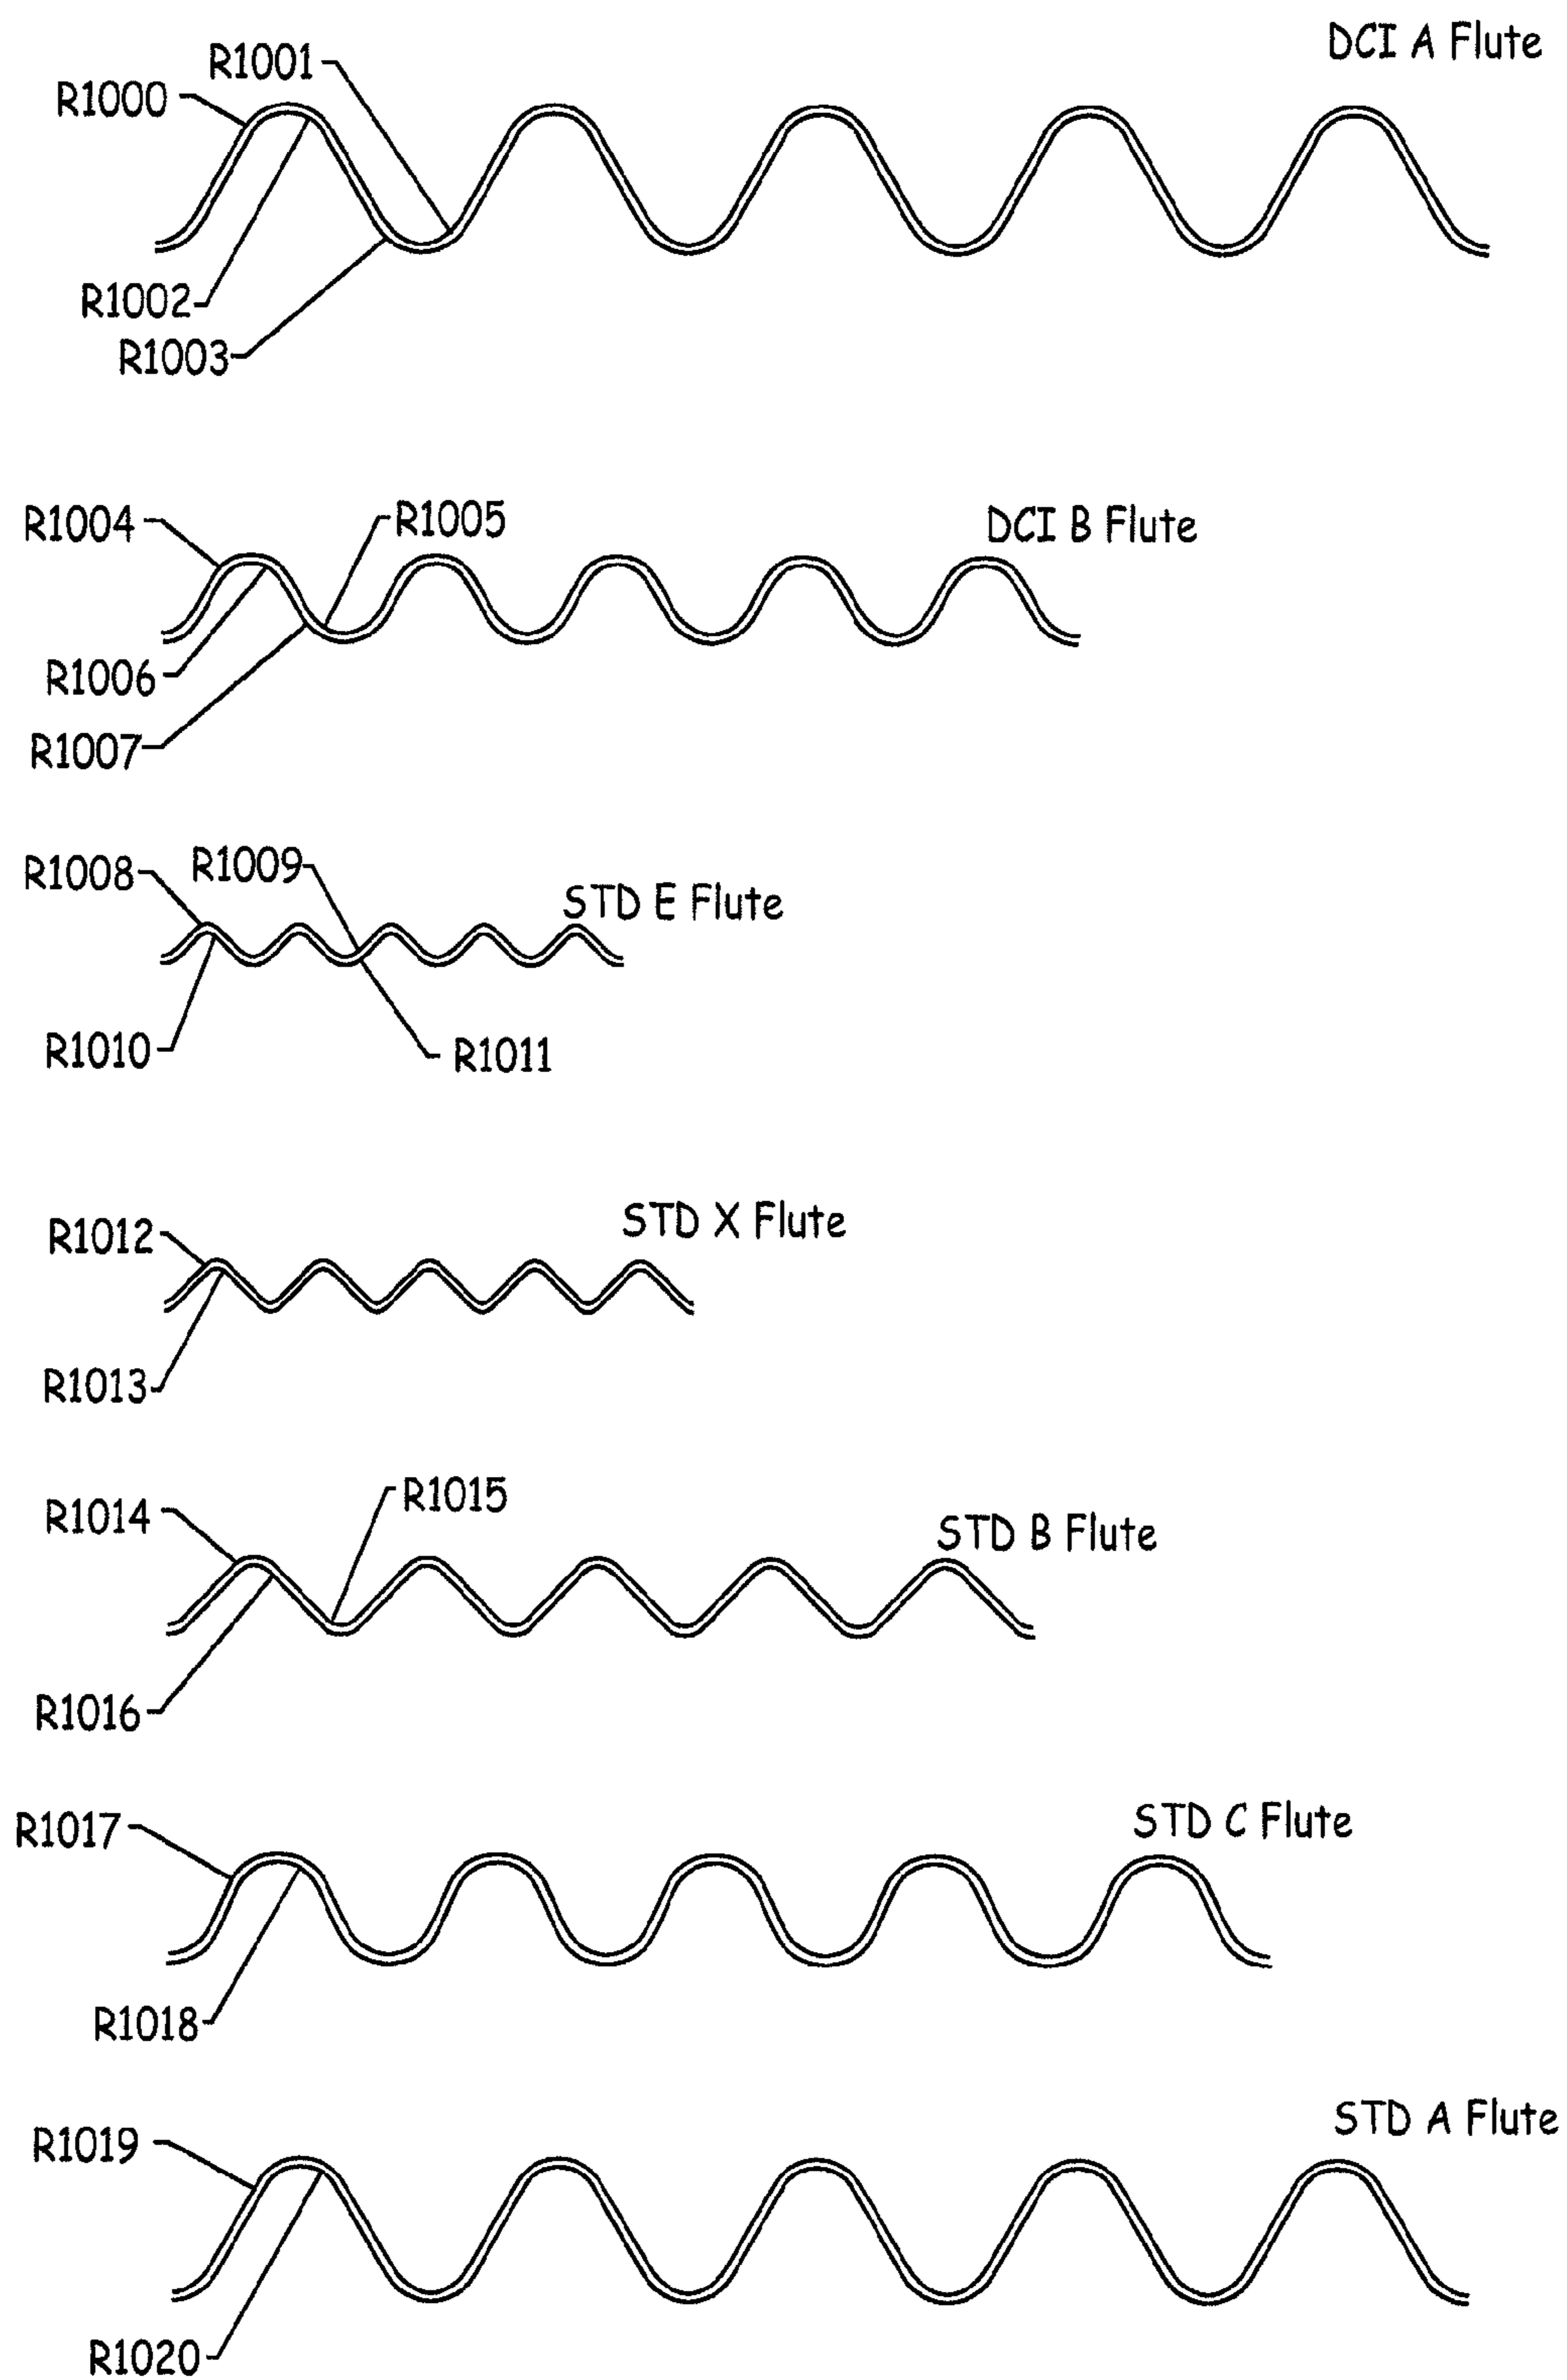 DCI A Flute
R1001
R1000
R1002
R1003
R1004
R1005
DCI B Flute
R1006
R1007
R1008
R1009
STD E Flute
R1010
R1011
R1012
STD X Flute
R1013
R1014
R1015
STD B Flute
R1016
R1017
STD C Flute
R1018
R1019
STD A Flute
R1020